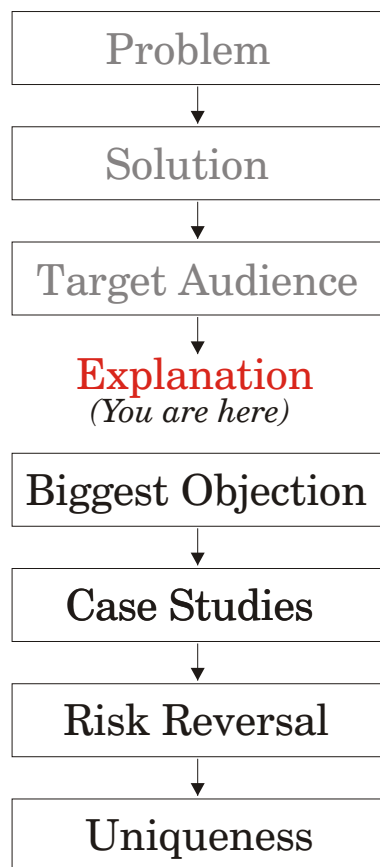 Problem
Solution
Target Audience
Explanation
(You are here)
Biggest Objection
Case Studies
Risk Reversal
Uniqueness